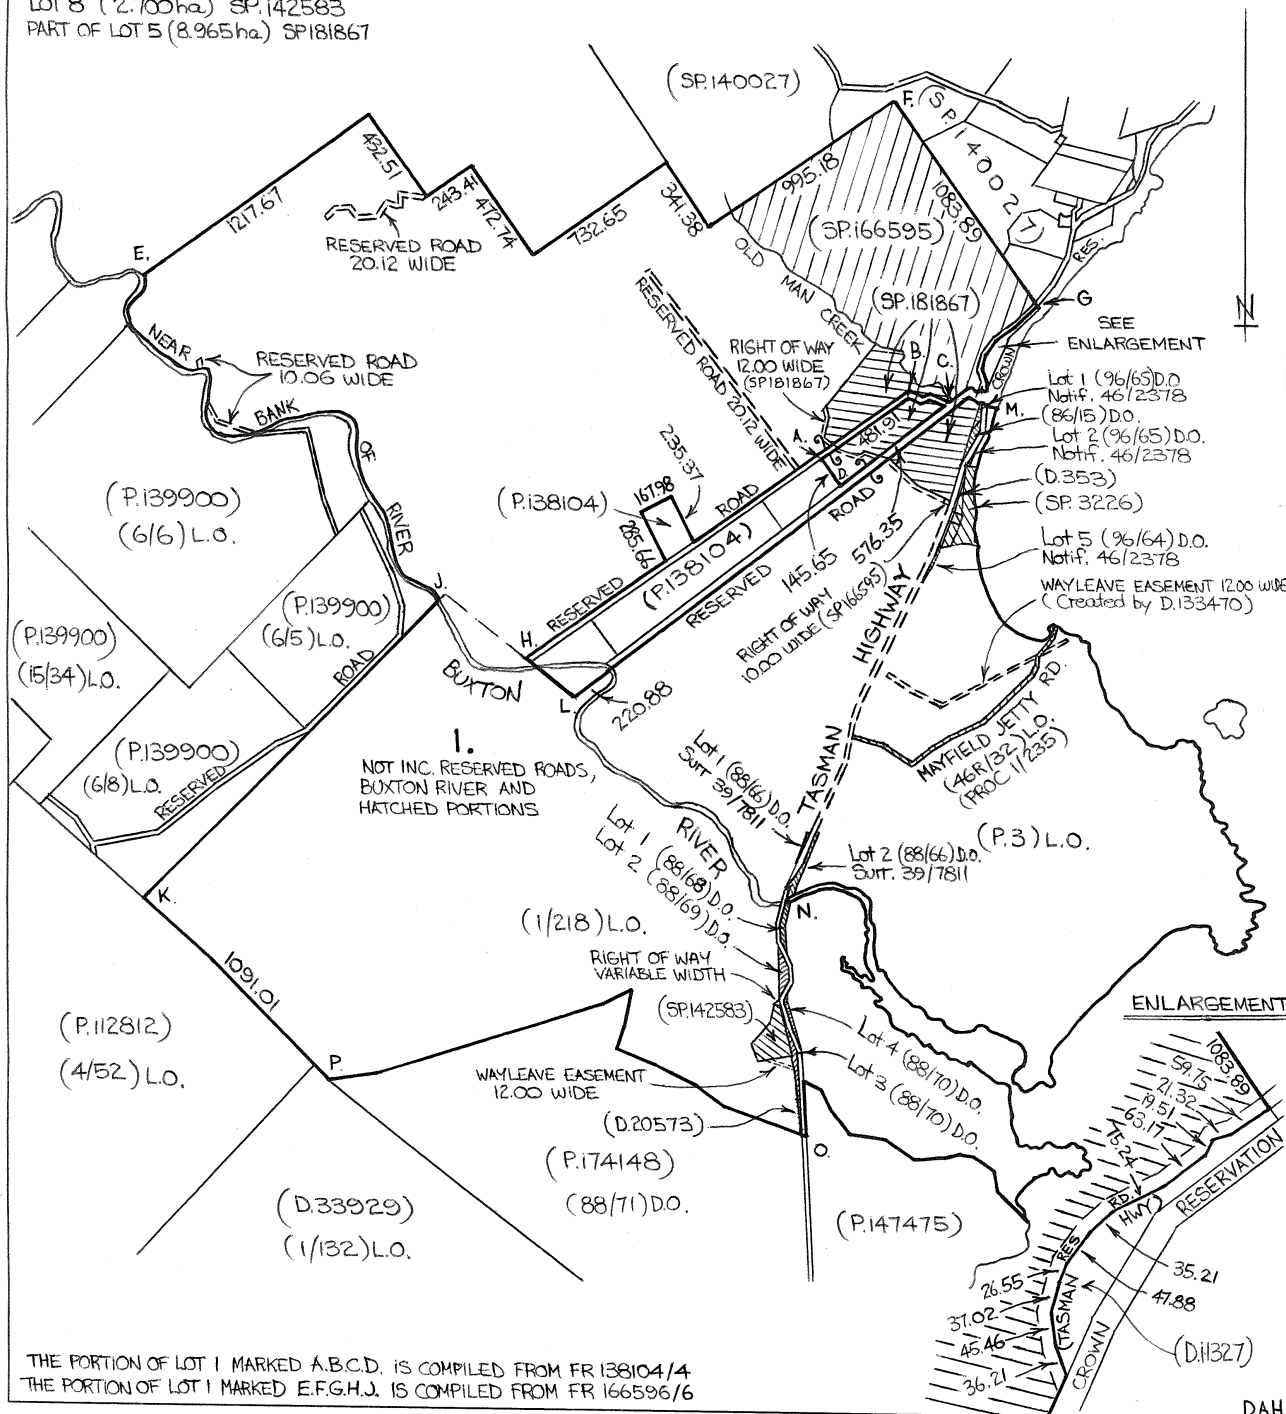 LOT 8 (2.700ha) SP.142583
PART OF LOT 5 (8.965ha) SP181867
(SP.140027)
F.
(SP.140027)
432.51
1217.67
243.41
472.74
732.65
341.38
995.18
1083.89
(SP.166595)
RESERVED ROAD
20.12 WIDE
E.
OLD MAN CREEK
RES.
CROWN
G
N
(SP.181867)
SEE
ENLARGEMENT
RESERVED ROAD 20.12 WIDE
RIGHT OF WAY
12.00 WIDE
(SP181867)
B.
C.
NEAR BANK OF RIVER
RESERVED ROAD
10.06 WIDE
Lot 1 (96/65)D.O
Notif. 46/2378
M.
(86/15) D.O.
Lot 2 (96/65)D.O.
Notif. 46/2378
(D.353)
(SP. 3226)
Lot 5 (96/64) D.O.
Notif. 46/2378
WAYLEAVE EASEMENT 12.00 WIDE
(Created by D.133470)
A.
481.91
D.
235.37
167.98
285.66
(P.138104)
(P.139900)
(6/6) L.O.
RESERVED ROAD
(P.138104)
RESERVED ROAD
145.65
576.35
RIGHT OF WAY
10.00 WIDE (SP166595)
J.
(P.139900)
(6/5) L.O.
(P.139900)
(15/34) L.O.
H.
BUXTON
L.
220.88
TASMAN HIGHWAY
MAYFIELD JETTY RD.
(46R/32) L.O.
(PROC 11/235)
(P.139900)
(6/8) L.O.
RESERVED ROAD
1.
NOT INC. RESERVED ROADS,
BUXTON RIVER AND
HATCHED PORTIONS
Lot 1 (88/66) D.O.
Surr. 39/7811
RIVER
Lot 1 (88/68) D.O.
Lot 2 (88/69) D.O.
Lot 2 (88/66) D.O.
Surr. 39/7811
(P.3) L.O.
K.
N.
(1/218) L.O.
RIGHT OF WAY
VARIABLE WIDTH
(SP.142583)
1091.01
(P.112812)
(4/52) L.O.
P.
WAYLEAVE EASEMENT
12.00 WIDE
Lot 4 (88/70) D.O.
Lot 3 (88/70) D.O.
(D.20573)
O.
(P.174148)
(88/71) D.O.
(D.33929)
(1/132) L.O.
(P.147475)
ENLARGEMENT
1083.89
59.75
21.32
19.51
63.17
75.24
RES RD.
(TASMAN HWY)
CROWN RESERVATION
35.21
47.88
26.55
37.02
45.46
36.21
(D.11327)
THE PORTION OF LOT 1 MARKED A.B.C.D. IS COMPILED FROM FR 138104/4
THE PORTION OF LOT 1 MARKED E.F.G.H.J. IS COMPILED FROM FR 166596/6
DAH